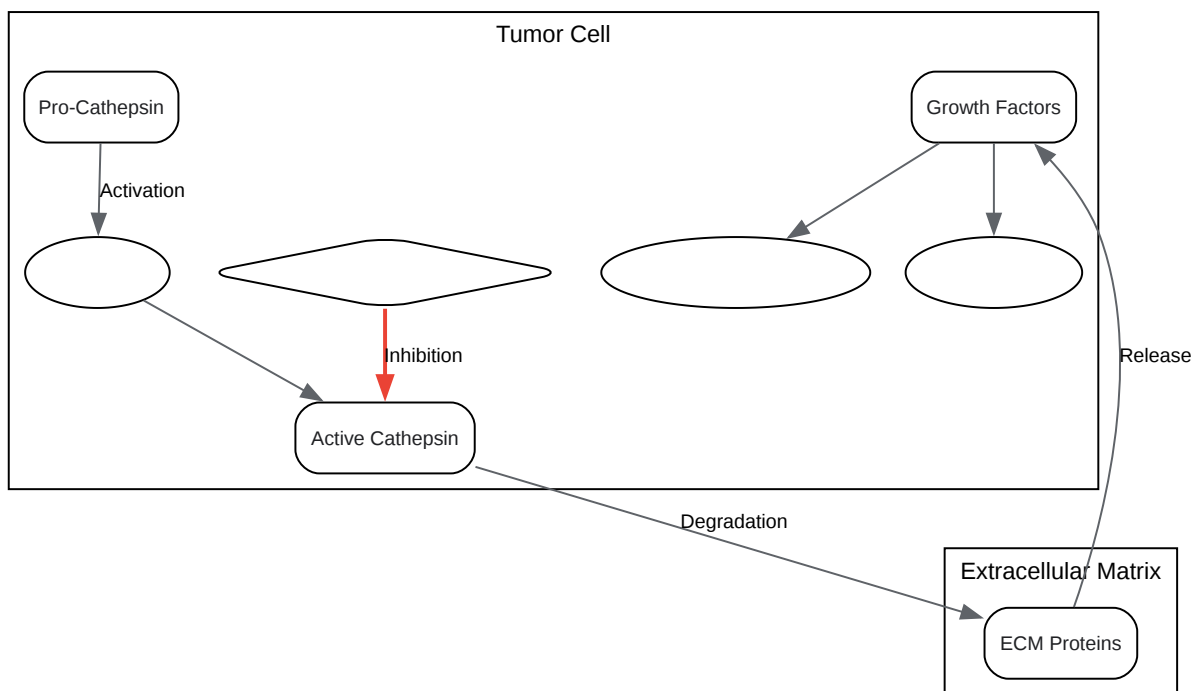 Tumor Cell
Pro-Cathepsin
Growth Factors
Activation
Inhibition
Release
Active Cathepsin
Degradation
Extracellular Matrix
ECM Proteins